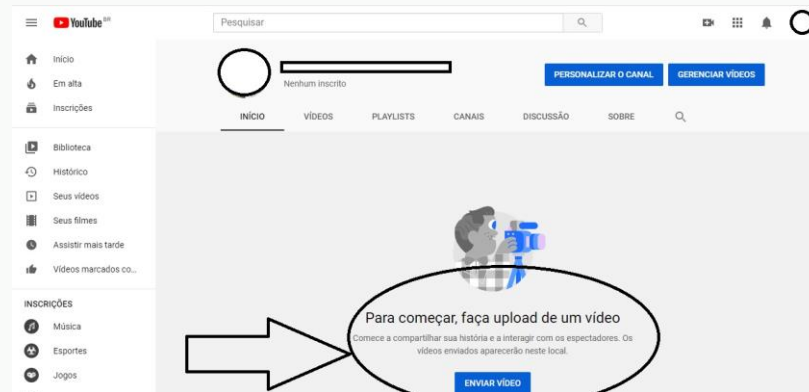 YouTube BR
Pesquisar
Início
Em alta
Inscrições
Biblioteca
Histórico
Seus vídeos
Seus filmes
Assistir mais tarde
Vídeos marcados co...
INSCRIÇÕES
Música
Esportes
Jogos
Nenhum inscrito
PERSONALIZAR O CANAL
GERENCIAR VÍDEOS
INÍCIO VÍDEOS PLAYLISTS CANAIS DISCUSSÃO SOBRE
Para começar, faça upload de um vídeo
Comece a compartilhar sua história e a interagir com os espectadores. Os
vídeos enviados aparecerão neste local.
ENVIAR VÍDEO